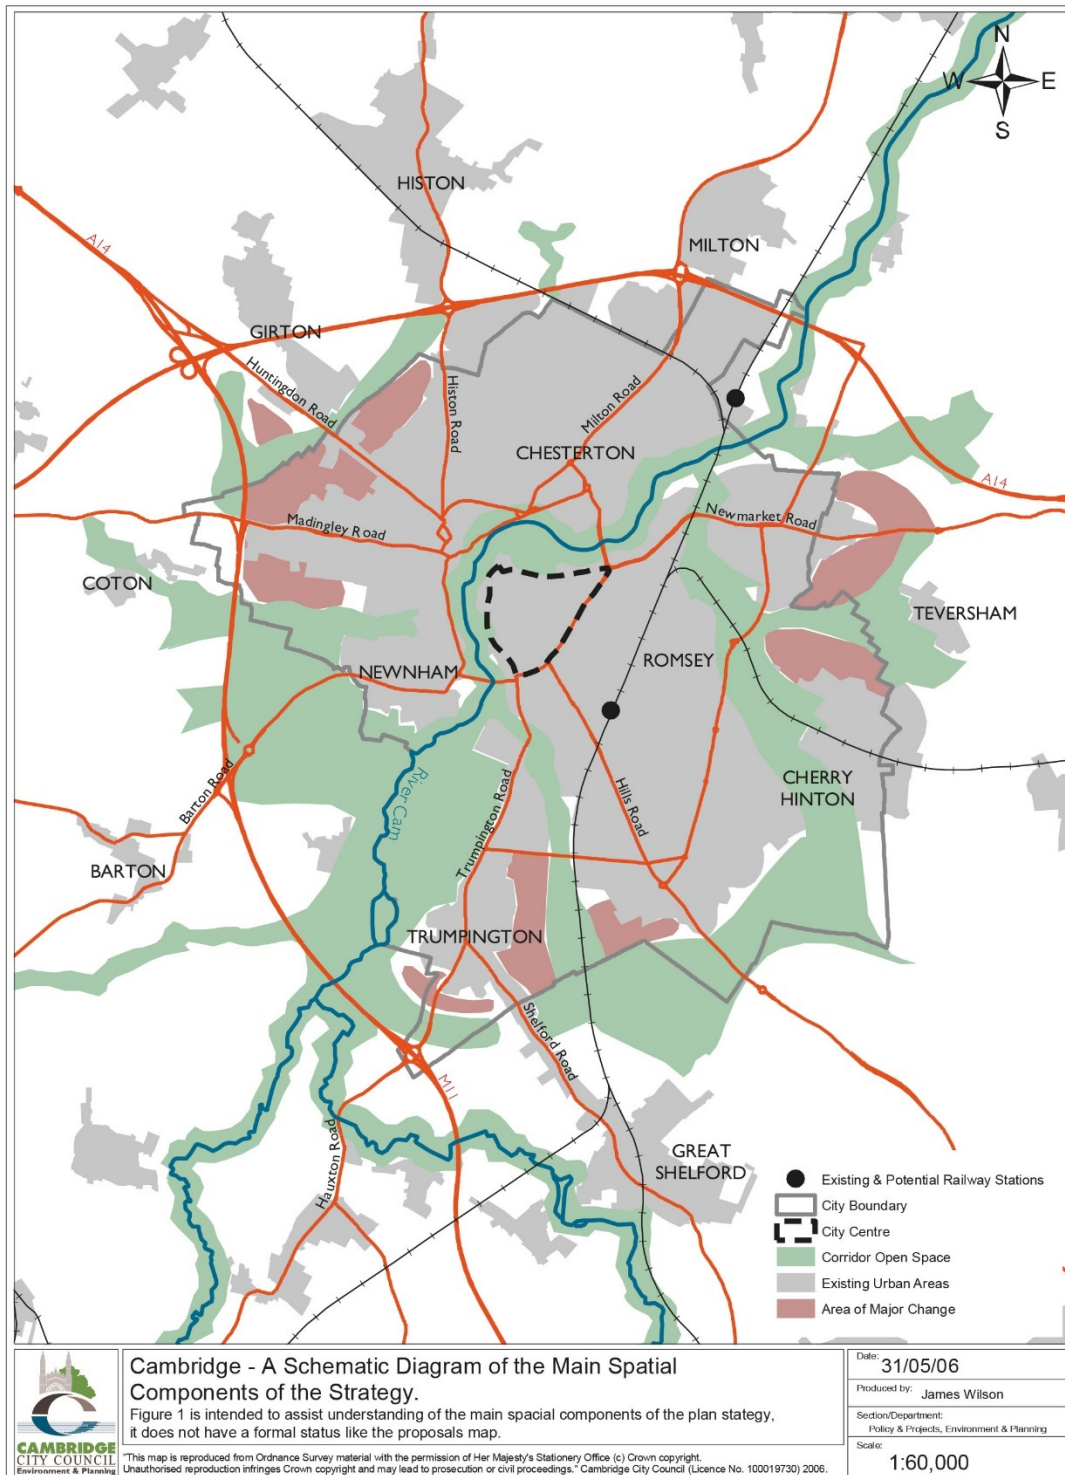 N
W E
S
HISTON
MILTON
A14
GIRTON
Huntingdon Road
Histon Road
Milton Road
CHESTERTON
A14
Madingley Road
Newmarket Road
COTON
TEVERSHAM
NEWNHAM
ROMSEY
River Cam
Barton Road
Trumpington Road
Hills Road
CHERRY
HINTON
BARTON
TRUMPINGTON
Shelford Road
M11
Hauxton Road
GREAT
SHELFORD
Existing & Potential Railway Stations
City Boundary
City Centre
Corridor Open Space
Existing Urban Areas
Area of Major Change
CAMBRIDGE
CITY COUNCIL
Environment & Planning
Cambridge - A Schematic Diagram of the Main Spatial
Components of the Strategy.
Figure 1 is intended to assist understanding of the main spacial components of the plan stategy,
it does not have a formal status like the proposals map.
"This map is reproduced from Ordnance Survey material with the permission of Her Majesty's Stationery Office (c) Crown copyright.
Unauthorised reproduction infringes Crown copyright and may lead to prosecution or civil proceedings." Cambridge City Council (Licence No. 100019730) 2006.
Date: 31/05/06
Produced by: James Wilson
Section/Department:
Policy & Projects, Environment & Planning
Scale:
1:60,000